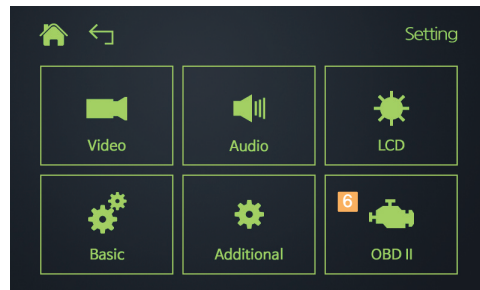 Setting
Video
Audio
LCD
Basic
Additional
6
OBD II